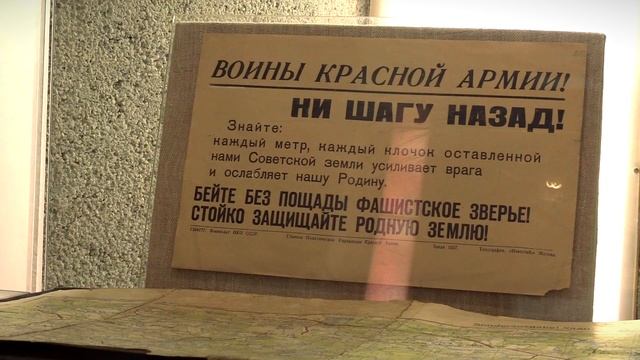 ВОИНЫ КРАСНОЙ АРМИИ!
НИ ШАГУ НАЗАД!
Знайте:
каждый метр, каждый клочок оставленной
нами Советской земли усиливает врага
и ослабляет нашу Родину.
БЕЙТЕ БЕЗ ПОЩАДЫ ФАШИСТСКОЕ ЗВЕРЬЕ!
СТОЙКО ЗАЩИЩАЙТЕ РОДНУЮ ЗЕМЛЮ!